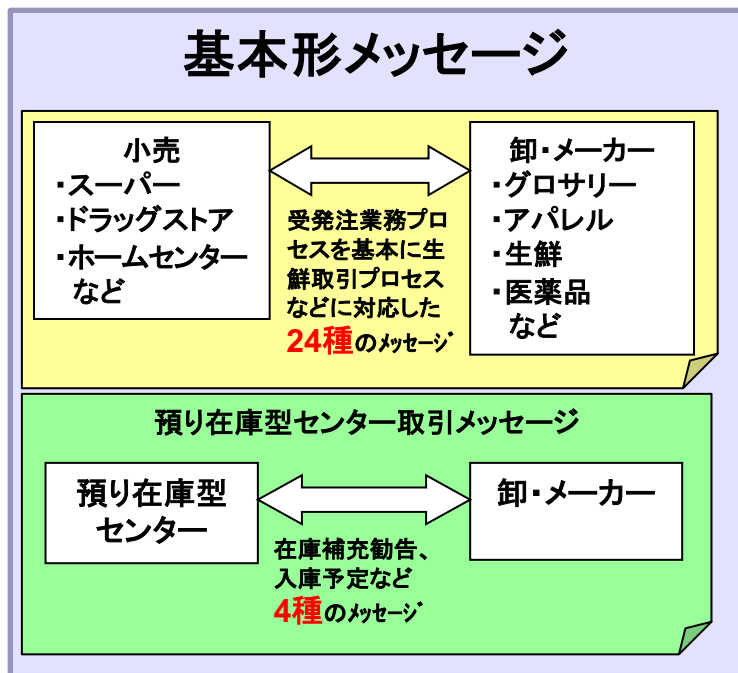 基本形メッセージ
小売
・スーパー
・ドラッグストア
・ホームセンター
など
受発注業務プロ
セスを基本に生
鮮取引プロセス
などに対応した
24種のメッセージ
卸・メーカー
・グロサリー
・アパレル
・生鮮
・医薬品
など
預り在庫型センター取引メッセージ
預り在庫型
センター
在庫補充勧告、
入庫予定など
4種のメッセージ
卸・メーカー